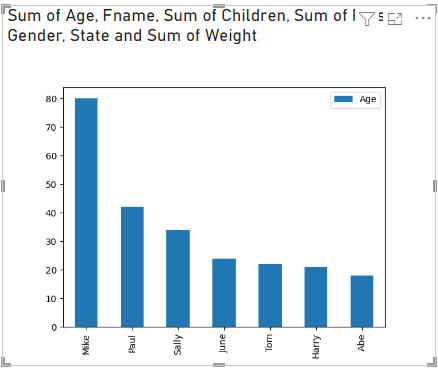 Sum of Age, Fname, Sum of Children, Sum of
Gender, State and Sum of Weight
Age
80
70
60
50
40
30
20
10
0
Mike Paul Sally June Tom Harry Abe